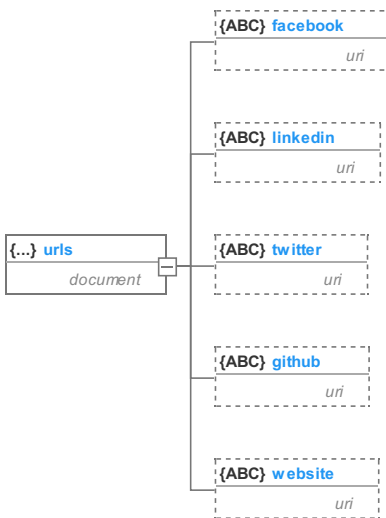 {ABC} facebook
uri
{ABC} linkedin
uri
{...} urls
document
{ABC} twitter
uri
{ABC} github
uri
{ABC} website
uri